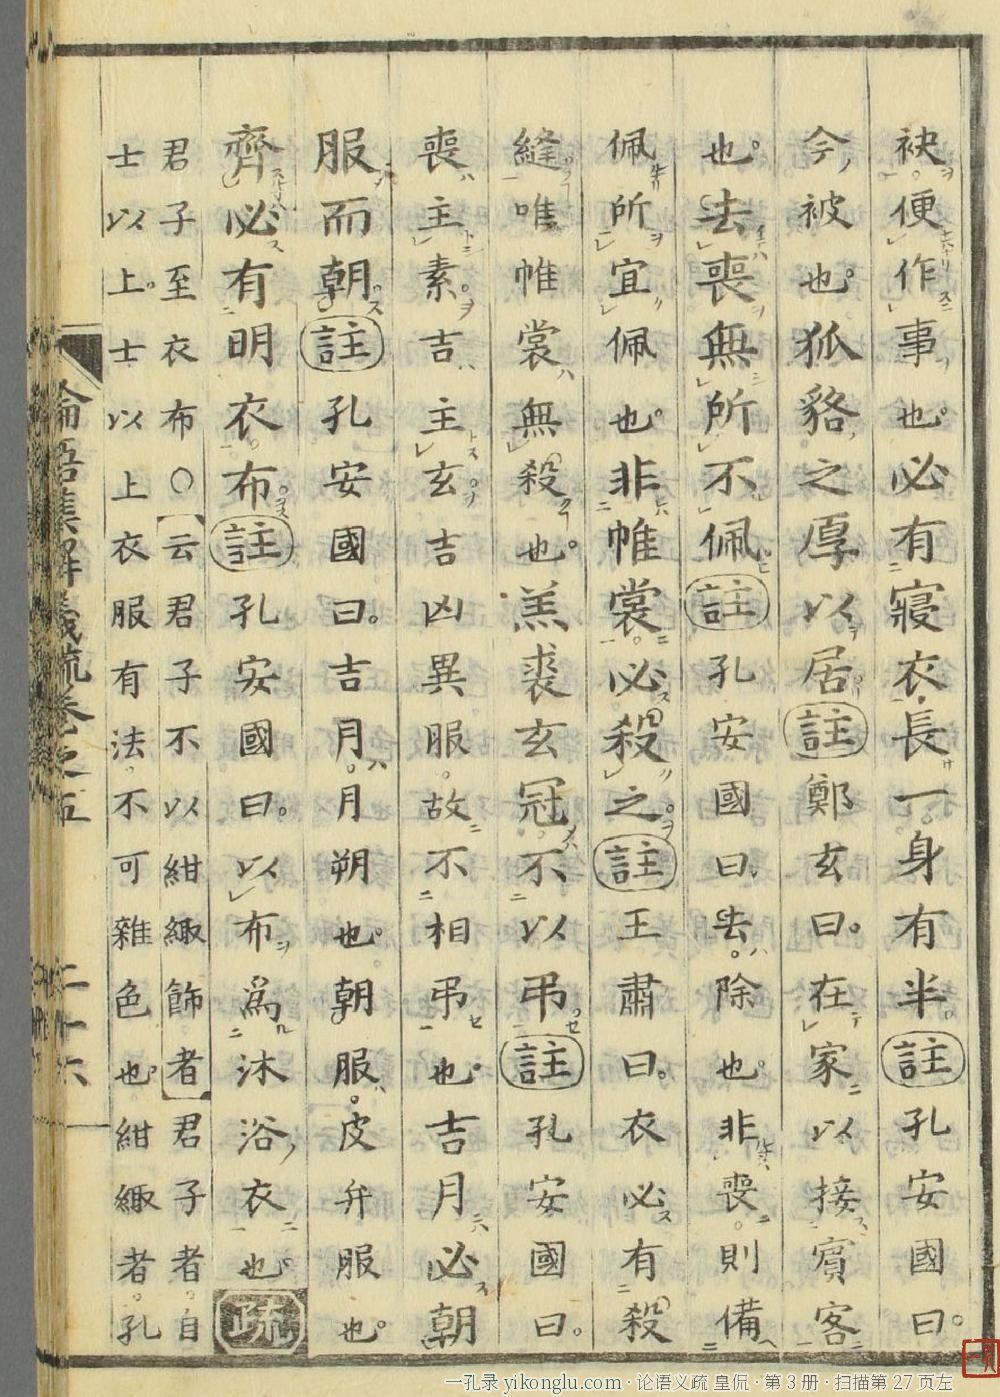 袂便作事也必有寢衣長一身有半註孔安國曰
今被也狐貉之厚以居註鄭玄曰在家以接賓客
也去喪無所不佩註孔安國曰去除也非喪則備
佩所宜佩也非帷裳必殺之註王肅曰衣必有殺
縫唯帷裳無殺也羔裘玄冠不以弔註孔安國曰
喪主素吉主玄吉凶異服故不相弔也吉月必朝
服而朝註孔安國曰吉月月朔也朝服皮弁服也
齊必有明衣布註孔安國曰以布爲沐浴衣也疏
君子至衣布○云君子不以紺緅飾者君子者自
士以上士以上衣服有法不可雜色也紺緅者孔
論語集解義疏卷之五 二十六
一孔录 yikonglu.com · 论语义疏 皇侃 · 第 3 册 · 扫描第 27 页左